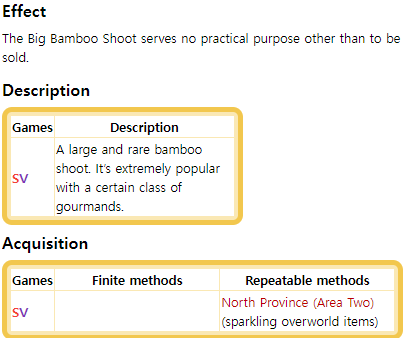 Effect
The Big Bamboo Shoot serves no practical purpose other than to be
sold.
Description
Games Description
SV A large and rare bamboo
shoot. It's extremely popular
with a certain class of
gourmands.
Acquisition
Games Finite methods Repeatable methods
SV North Province (Area Two)
(sparkling overworld items)